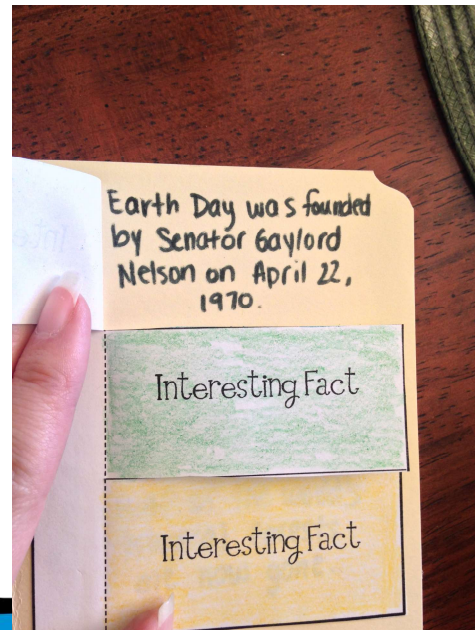 Earth Day was founded
by Senator Gaylord
Nelson on April 22,
1970.
Interesting Fact
Interesting Fact